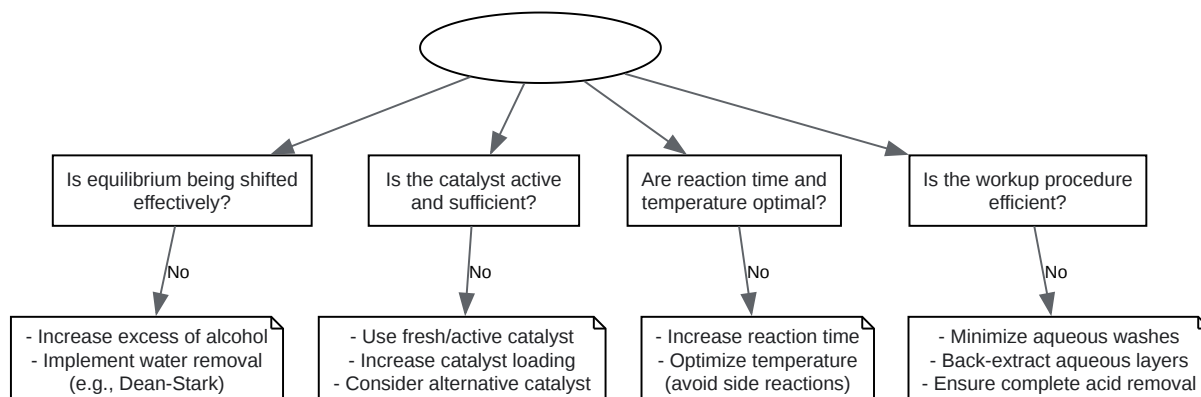 Is equilibrium being shifted
effectively?
Is the catalyst active
and sufficient?
Are reaction time and
temperature optimal?
Is the workup procedure
efficient?
No
No
No
No
- Increase excess of alcohol
- Implement water removal
(e.g., Dean-Stark)
- Use fresh/active catalyst
- Increase catalyst loading
- Consider alternative catalyst
- Increase reaction time
- Optimize temperature
(avoid side reactions)
- Minimize aqueous washes
- Back-extract aqueous layers
- Ensure complete acid removal